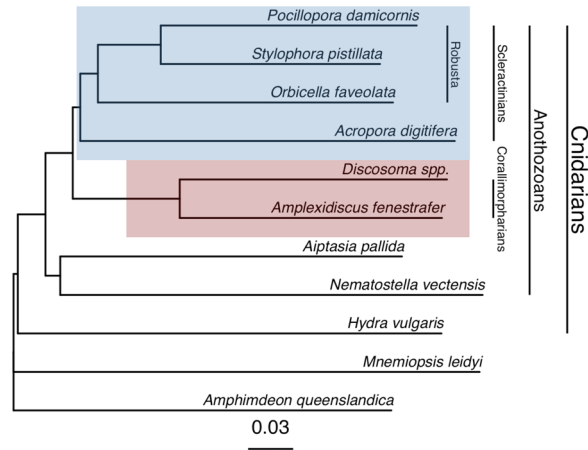 Pocillopora damicornis
Stylophora pistillata
Orbicella faveolata
Acropora digitifera
Discosoma spp.
Amplexidiscus fenestrafer
Aiptasia pallida
Nematostella vectensis
Hydra vulgaris
Mnemiopsis leidyi
Amphimdeon queenslandica
0.03
Robusta
Scleractinians
Corallimorpharians
Anothozoans
Cnidarians